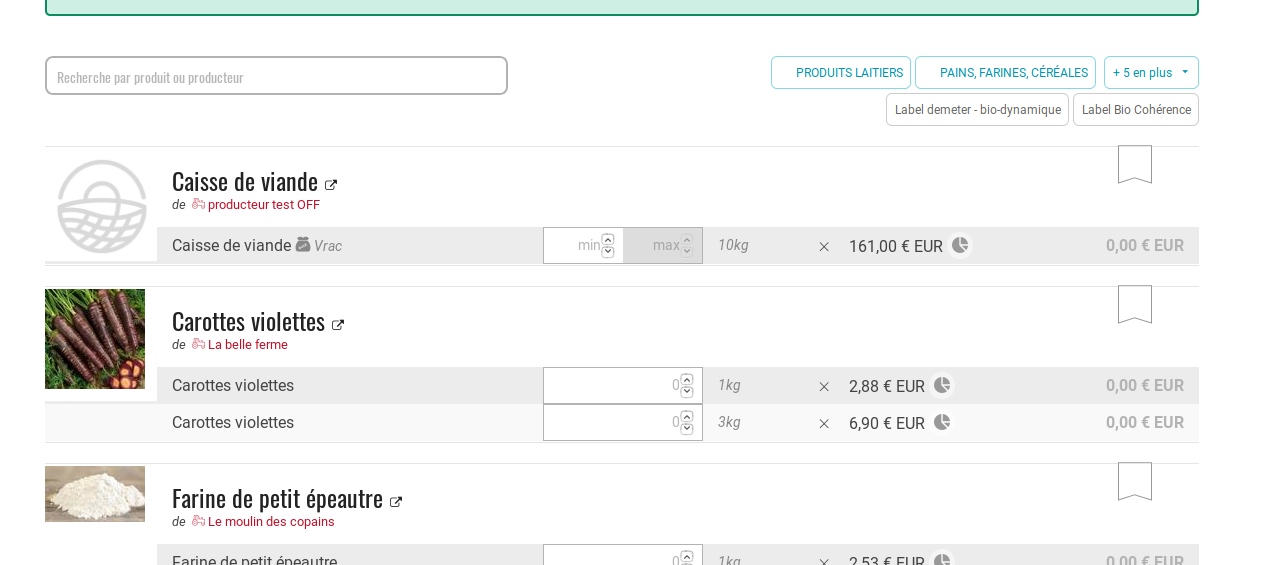 Recherche par produit ou producteur
PRODUITS LAITIERS PAINS, FARINES, CÉRÉALES + 5 en plus
Label demeter - bio-dynamique Label Bio Cohérence
Caisse de viande
de producteur test OFF
Caisse de viande Vrac min max 10kg × 161,00 € EUR 0,00 € EUR
Carottes violettes
de La belle ferme
Carottes violettes 0 1kg × 2,88 € EUR 0,00 € EUR
Carottes violettes 0 3kg × 6,90 € EUR 0,00 € EUR
Farine de petit épeautre
de Le moulin des copains
Farine de petit épeautre 0 1kg × 2,53 € EUR 0,00 € EUR